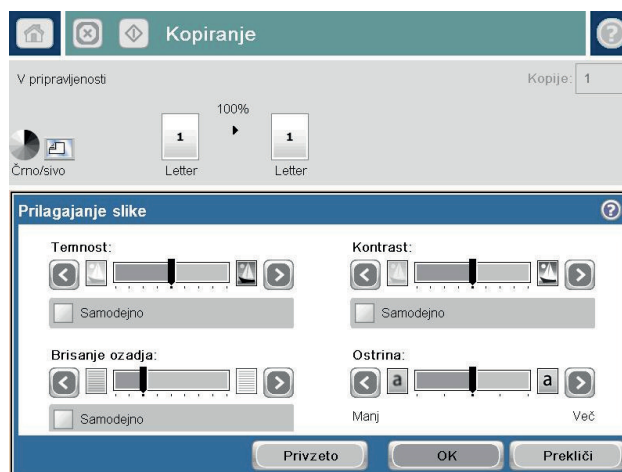 Kopiranje
V pripravljenosti
Kopije: 1
100%
1 1
Črno/sivo Letter Letter
Prilagajanje slike
Temnost: Kontrast:
Samodejno Samodejno
Brisanje ozadja: Ostrina:
a a
Samodejno Manj Več
Privzeto OK Prekliči